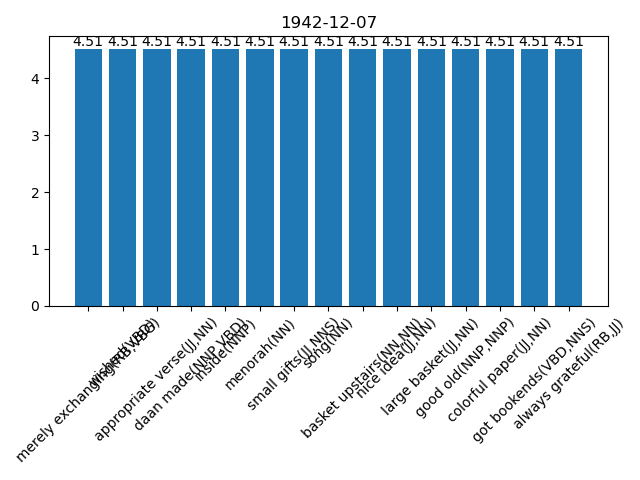 1942-12-07
4.51 4.51 4.51 4.51 4.51 4.51 4.51 4.51 4.51 4.51 4.51 4.51 4.51 4.51 4.51
4
3
2
1
0
merely exchanging(RB,VBG)
wished(VBD)
appropriate verse(JJ,NN)
daan made(NNP,VBD)
inside(NNP)
menorah(NN)
small gifts(JJ,NNS)
song(NN)
basket upstairs(NN,NN)
nice idea(JJ,NN)
large basket(JJ,NN)
good old(NNP,NNP)
colorful paper(JJ,NN)
got bookends(VBD,NNS)
always grateful(RB,JJ)